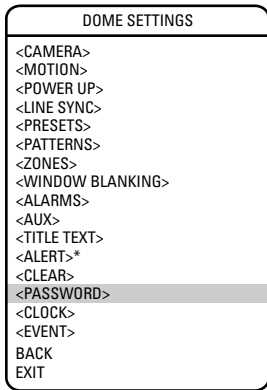 DOME SETTINGS
<CAMERA>
<MOTION>
<POWER UP>
<LINE SYNC>
<PRESETS>
<PATTERNS>
<ZONES>
<WINDOW BLANKING>
<ALARMS>
<AUX>
<TITLE TEXT>
<ALERT>*
<CLEAR>
<PASSWORD>
<CLOCK>
<EVENT>
BACK
EXIT